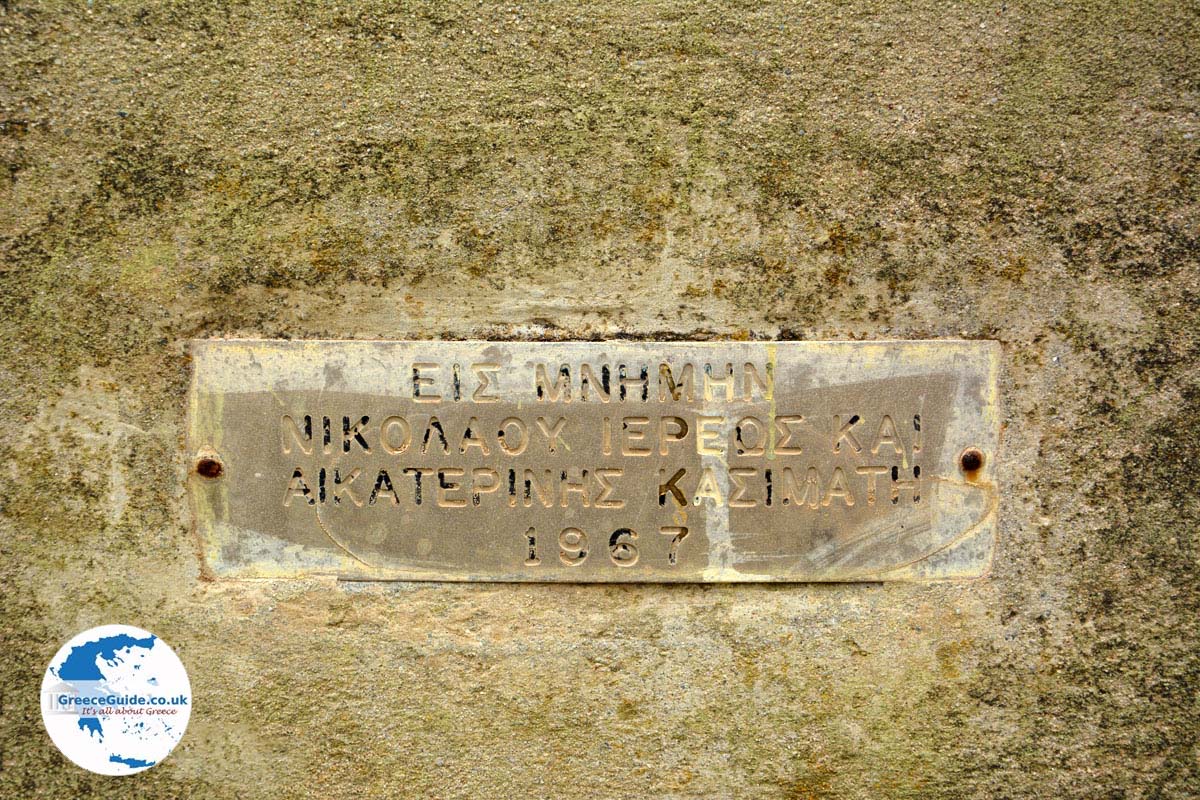 ΕΙΣ ΜΝΗΜΗΝ
ΝΙΚΟΛΑΟΥ ΙΕΡΕΩΣ ΚΑΙ
ΑΙΚΑΤΕΡΙΝΗΣ ΚΑΣΙΜΑΤΗ
1967
GreeceGuide.co.uk
It's all about Greece